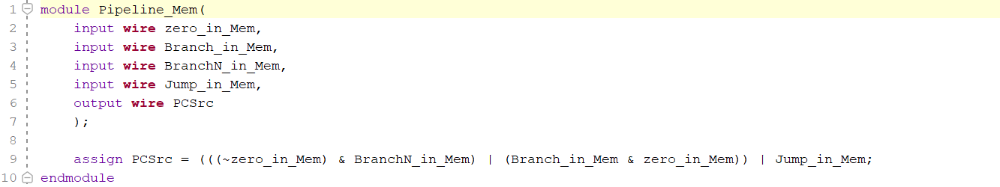 1 module Pipeline_Mem(
2 input wire zero_in_Mem,
3 input wire Branch_in_Mem,
4 input wire BranchN_in_Mem,
5 input wire Jump_in_Mem,
6 output wire PCSrc
7 );
8
9 assign PCSrc = (((~zero_in_Mem) & BranchN_in_Mem) | (Branch_in_Mem & zero_in_Mem)) | Jump_in_Mem;
10 endmodule